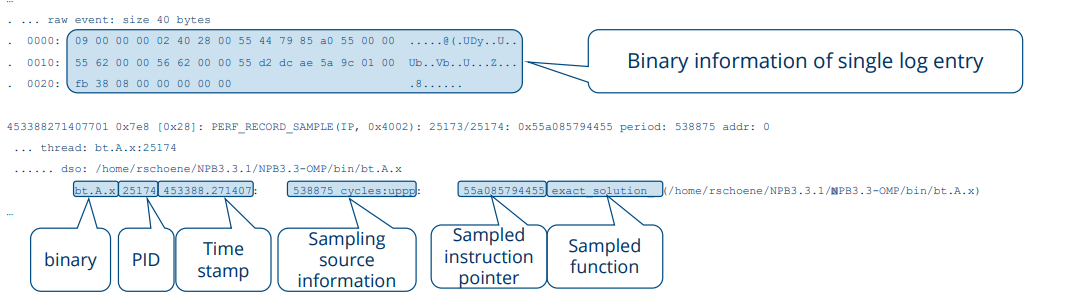 …
. ... raw event: size 40 bytes
. 0000: 09 00 00 00 02 40 28 00 55 44 79 85 a0 55 00 00 .....@(.UDy..U..
. 0010: 55 62 00 00 56 62 00 00 55 d2 dc ae 5a 9c 01 00 Ub..Vb..U...Z...
. 0020: fb 38 08 00 00 00 00 00 .8......
Binary information of single log entry
453388271407701 0x7e8 [0x28]: PERF_RECORD_SAMPLE(IP, 0x4002): 25173/25174: 0x55a085794455 period: 538875 addr: 0
... thread: bt.A.x:25174
...... dso: /home/rschoene/NPB3.3.1/NPB3.3-OMP/bin/bt.A.x
bt.A.x 25174 453388.271407: 538875 cycles:uppp: 55a085794455 exact_solution_ (/home/rschoene/NPB3.3.1/NPB3.3-OMP/bin/bt.A.x)
…
binary
PID
Time
stamp
Sampling
source
information
Sampled
instruction
pointer
Sampled
function